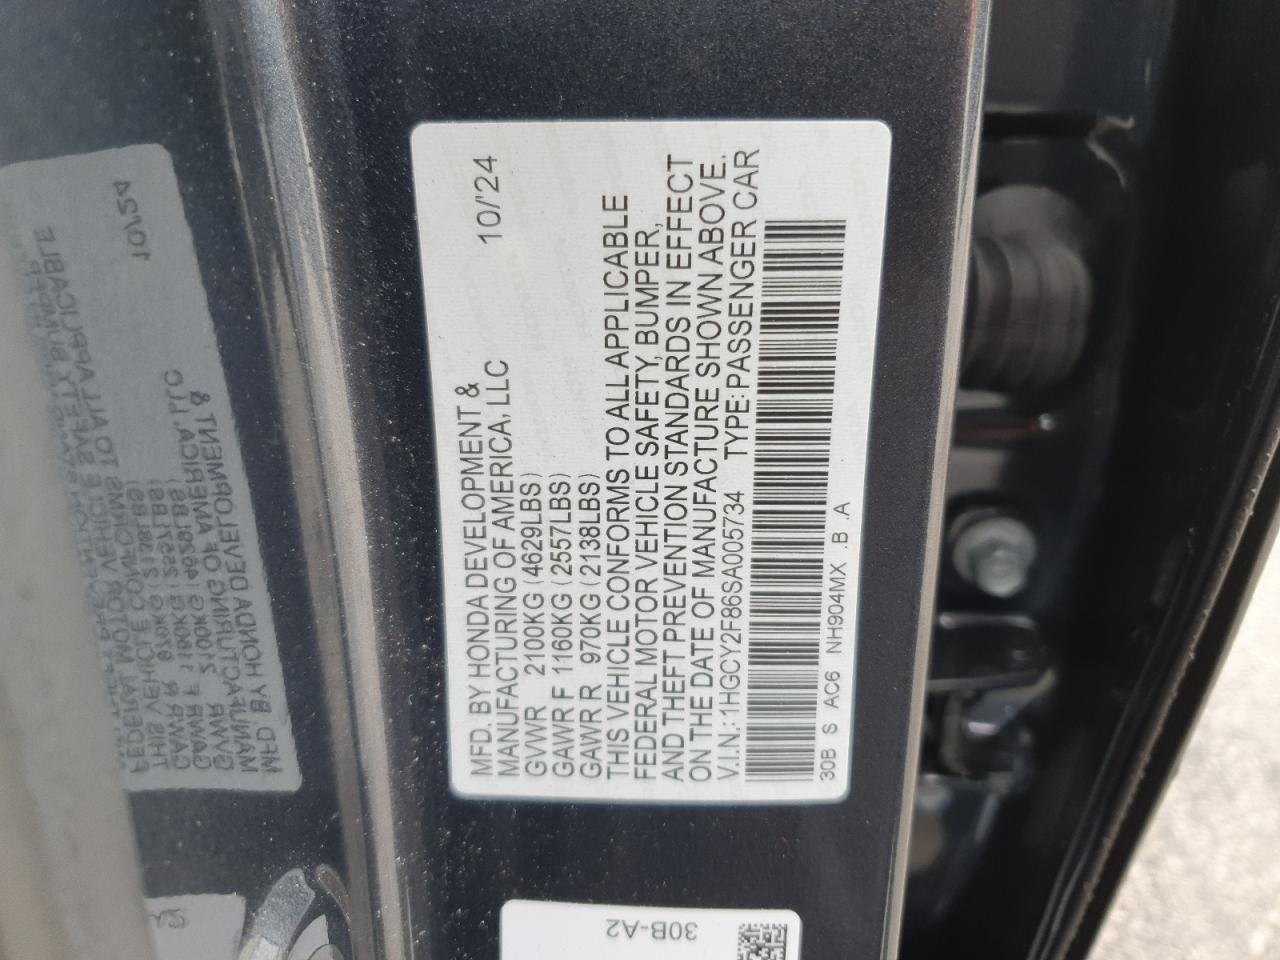 MFD. BY HONDA DEVELOPMENT &
MANUFACTURING OF AMERICA, LLC 10/'24
GVWR 2100KG (4629LBS)
GAWR F 1160KG (2557LBS)
GAWR R 970KG (2138LBS)
THIS VEHICLE CONFORMS TO ALL APPLICABLE
FEDERAL MOTOR VEHICLE SAFETY, BUMPER,
AND THEFT PREVENTION STANDARDS IN EFFECT
ON THE DATE OF MANUFACTURE SHOWN ABOVE.
V.I.N.: 1HGCY2F86SA005734 TYPE: PASSENGER CAR
30B S AC6 NH904MX .B .A
30B-A2